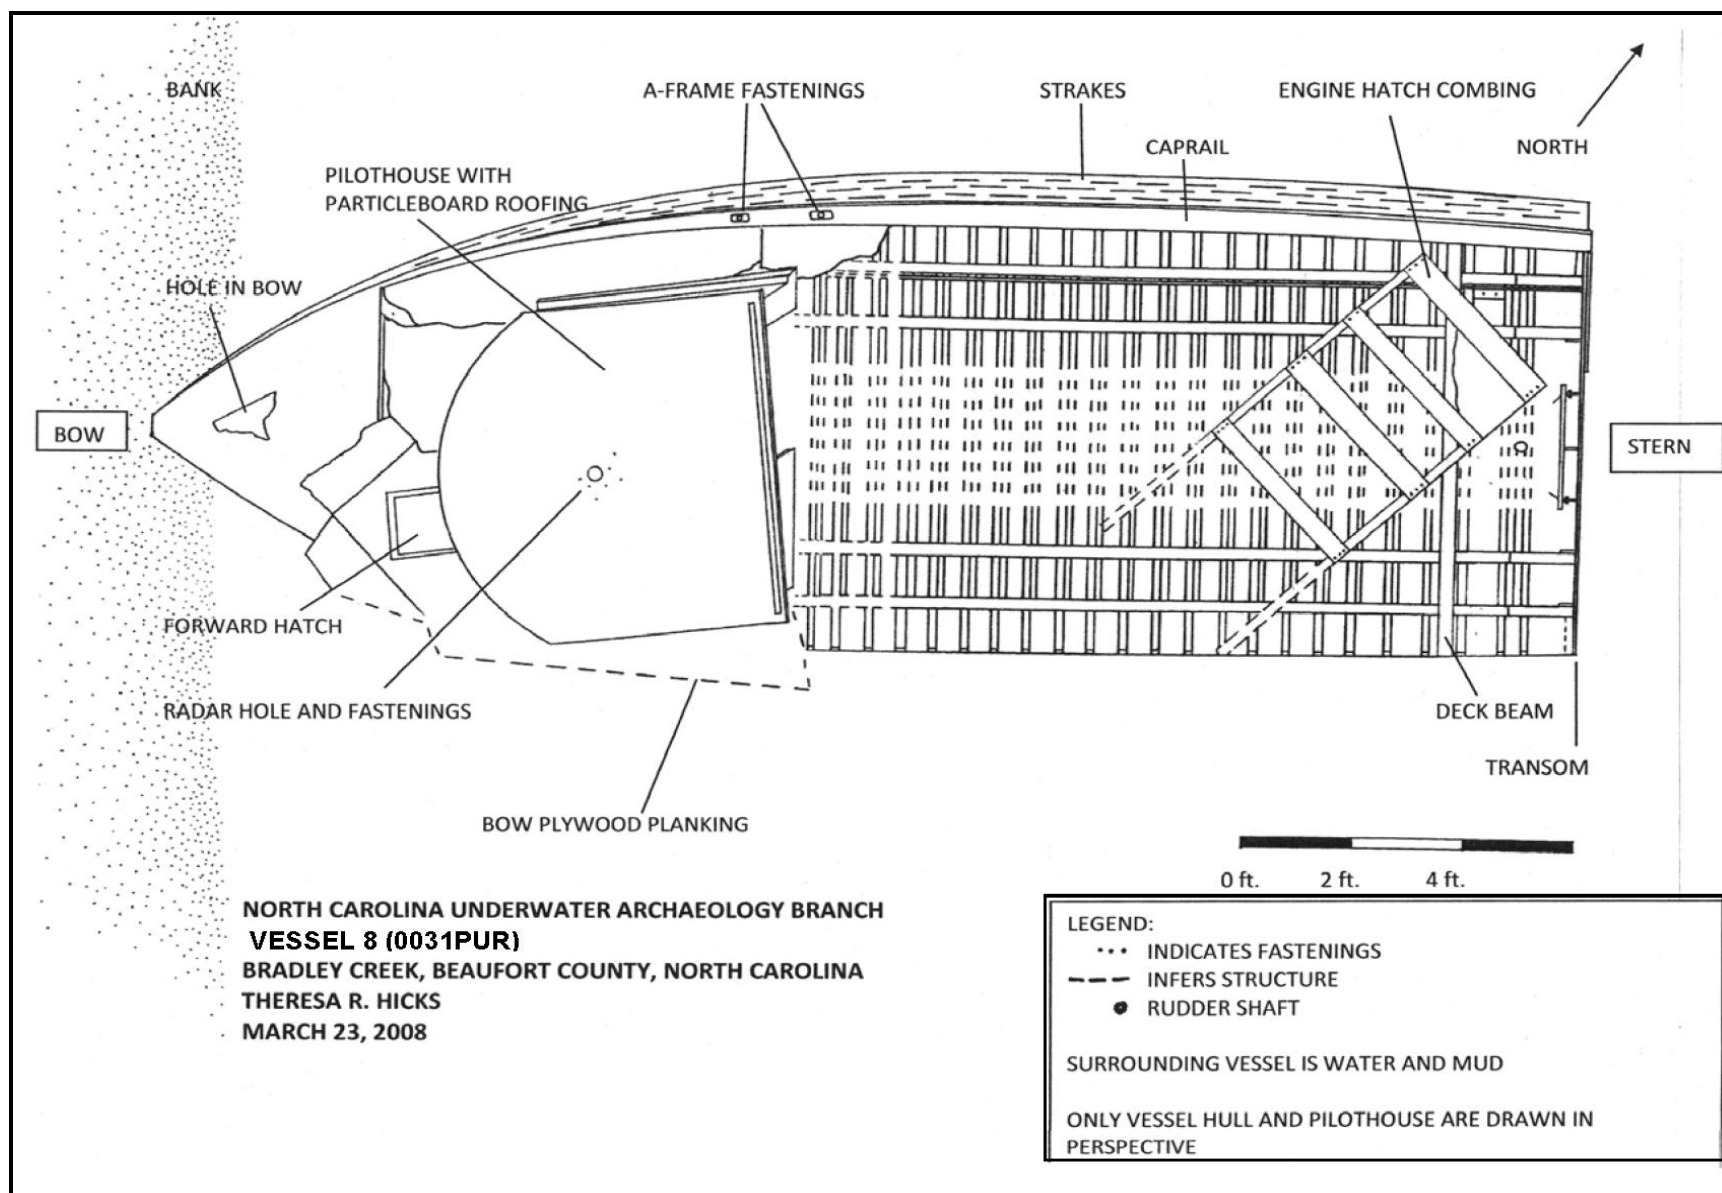 BANK
A-FRAME FASTENINGS
STRAKES
ENGINE HATCH COMBING
CAPRAIL
NORTH
PILOTHOUSE WITH
PARTICLEBOARD ROOFING
HOLE IN BOW
BOW
STERN
FORWARD HATCH
RADAR HOLE AND FASTENINGS
DECK BEAM
TRANSOM
BOW PLYWOOD PLANKING
0 ft. 2 ft. 4 ft.
NORTH CAROLINA UNDERWATER ARCHAEOLOGY BRANCH
VESSEL 8 (0031PUR)
BRADLEY CREEK, BEAUFORT COUNTY, NORTH CAROLINA
THERESA R. HICKS
MARCH 23, 2008
LEGEND:
INDICATES FASTENINGS
INFERS STRUCTURE
RUDDER SHAFT
SURROUNDING VESSEL IS WATER AND MUD
ONLY VESSEL HULL AND PILOTHOUSE ARE DRAWN IN
PERSPECTIVE